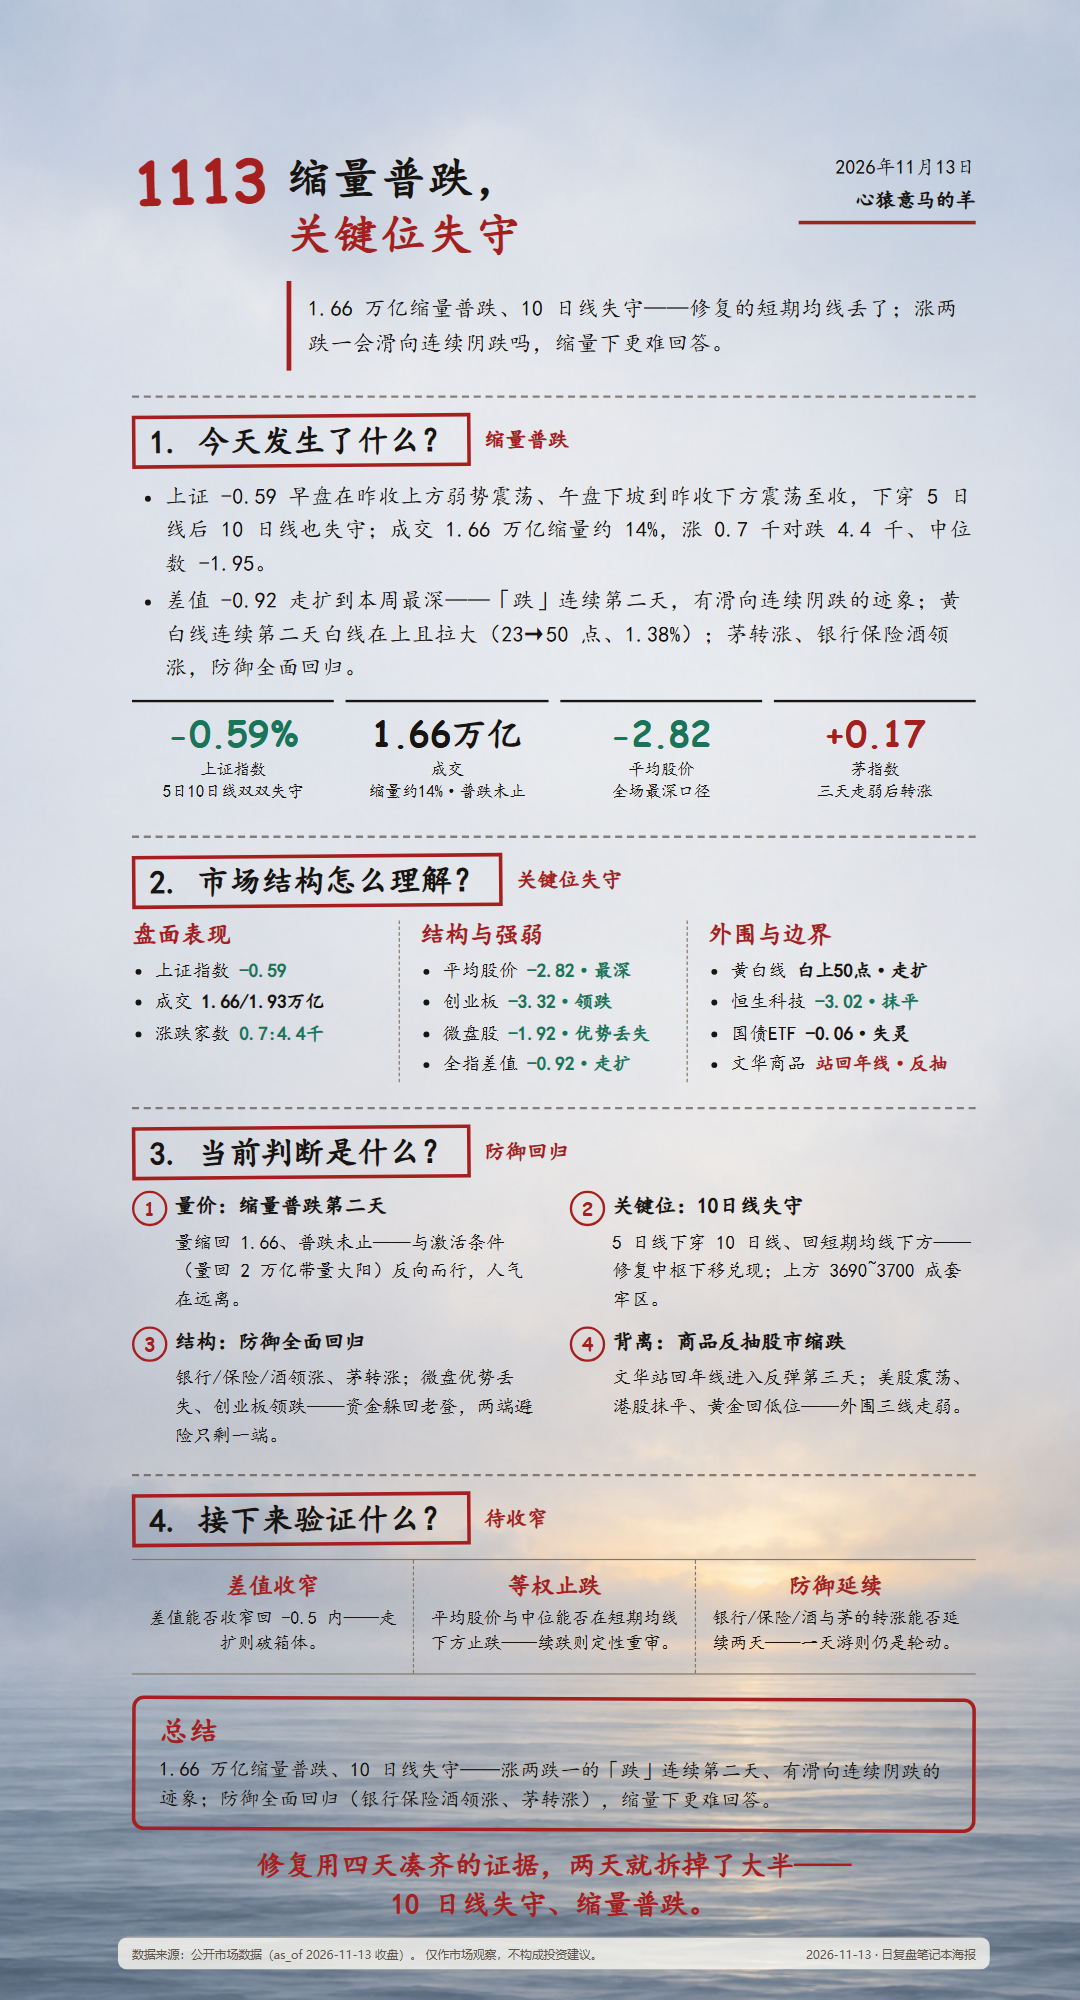 1113 缩量普跌，
关键位失守
2026年11月13日
心猿意马的羊
1.66 万亿缩量普跌、10 日线失守——修复的短期均线丢了；涨两
跌一会滑向连续阴跌吗，缩量下更难回答。
1. 今天发生了什么？ 缩量普跌
• 上证 −0.59 早盘在昨收上方弱势震荡、午盘下坡到昨收下方震荡至收，下穿 5 日
线后 10 日线也失守；成交 1.66 万亿缩量约 14%，涨 0.7 千对跌 4.4 千、中位
数 −1.95。
• 差值 −0.92 走扩到本周最深——「跌」连续第二天，有滑向连续阴跌的迹象；黄
白线连续第二天白线在上且拉大（23→50 点、1.38%）；茅转涨、银行保险酒领
涨，防御全面回归。
−0.59%
上证指数
5日10日线双双失守
1.66万亿
成交
缩量约14%·普跌未止
−2.82
平均股价
全场最深口径
+0.17
茅指数
三天走弱后转涨
2. 市场结构怎么理解？ 关键位失守
盘面表现
• 上证指数 −0.59
• 成交 1.66/1.93万亿
• 涨跌家数 0.7:4.4千
结构与强弱
• 平均股价 −2.82·最深
• 创业板 −3.32·领跌
• 微盘股 −1.92·优势丢失
• 全指差值 −0.92·走扩
外围与边界
• 黄白线 白上50点·走扩
• 恒生科技 −3.02·抹平
• 国债ETF −0.06·失灵
• 文华商品 站回年线·反抽
3. 当前判断是什么？ 防御回归
1 量价：缩量普跌第二天
量缩回 1.66、普跌未止——与激活条件
（量回 2 万亿带量大阳）反向而行，人气
在远离。
2 关键位：10日线失守
5 日线下穿 10 日线、回短期均线下方——
修复中枢下移兑现；上方 3690~3700 成套
牢区。
3 结构：防御全面回归
银行/保险/酒领涨、茅转涨；微盘优势丢
失、创业板领跌——资金躲回老登，两端避
险只剩一端。
4 背离：商品反抽股市缩跌
文华站回年线进入反弹第三天；美股震荡、
港股抹平、黄金回低位——外围三线走弱。
4. 接下来验证什么？ 待收窄
差值收窄
差值能否收窄回 −0.5 内——走
扩则破箱体。
等权止跌
平均股价与中位能否在短期均线
下方止跌——续跌则定性重审。
防御延续
银行/保险/酒与茅的转涨能否延
续两天——一天游则仍是轮动。
总结
1.66 万亿缩量普跌、10 日线失守——涨两跌一的「跌」连续第二天、有滑向连续阴跌的
迹象；防御全面回归（银行保险酒领涨、茅转涨），缩量下更难回答。
修复用四天凑齐的证据，两天就拆掉了大半——
10 日线失守、缩量普跌。
数据来源：公开市场数据（as_of 2026-11-13 收盘）。仅作市场观察，不构成投资建议。
2026-11-13 · 日复盘笔记本海报